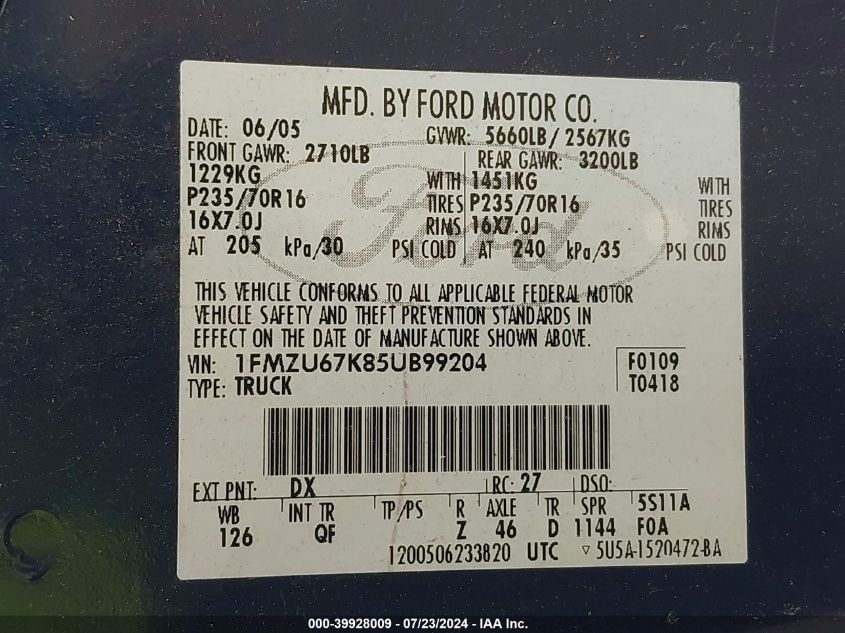 MFD. BY FORD MOTOR CO.
DATE: 06/05 GVWR: 5660LB/ 2567KG
FRONT GAWR: 2710LB REAR GAWR: 3200LB
1229KG WITH 1451KG WITH
P235/70R16 TIRES P235/70R16 TIRES
16X7.0J RIMS 16X7.0J RIMS
AT 205 kPa/30 PSI COLD AT 240 kPa/35 PSI COLD
Ford
THIS VEHICLE CONFORMS TO ALL APPLICABLE FEDERAL MOTOR
VEHICLE SAFETY AND THEFT PREVENTION STANDARDS IN
EFFECT ON THE DATE OF MANUFACTURE SHOWN ABOVE.
VIN: 1FMZU67K85UB99204 F0109
TYPE: TRUCK T0418
EXT PNT: DX RC: 27 DSO:
WB INT TR TP/PS R AXLE TR SPR 5S11A
126 QF Z 46 D 1144 F0A
1200506233820 UTC ▽ 5U5A-1520472-BA
000-39928009 - 07/23/2024 - IAA Inc.